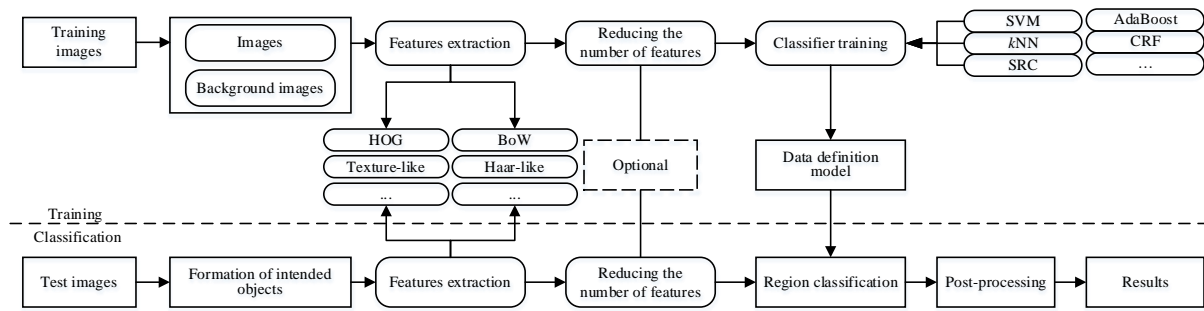 Training
images
Images
Background images
Features extraction
Reducing the
number of features
Classifier training
SVM
AdaBoost
kNN
CRF
SRC
...
HOG
BoW
Texture-like
Haar-like
...
...
Optional
Data definition
model
Training
Classification
Test images
Formation of intended
objects
Features extraction
Reducing the
number of features
Region classification
Post-processing
Results